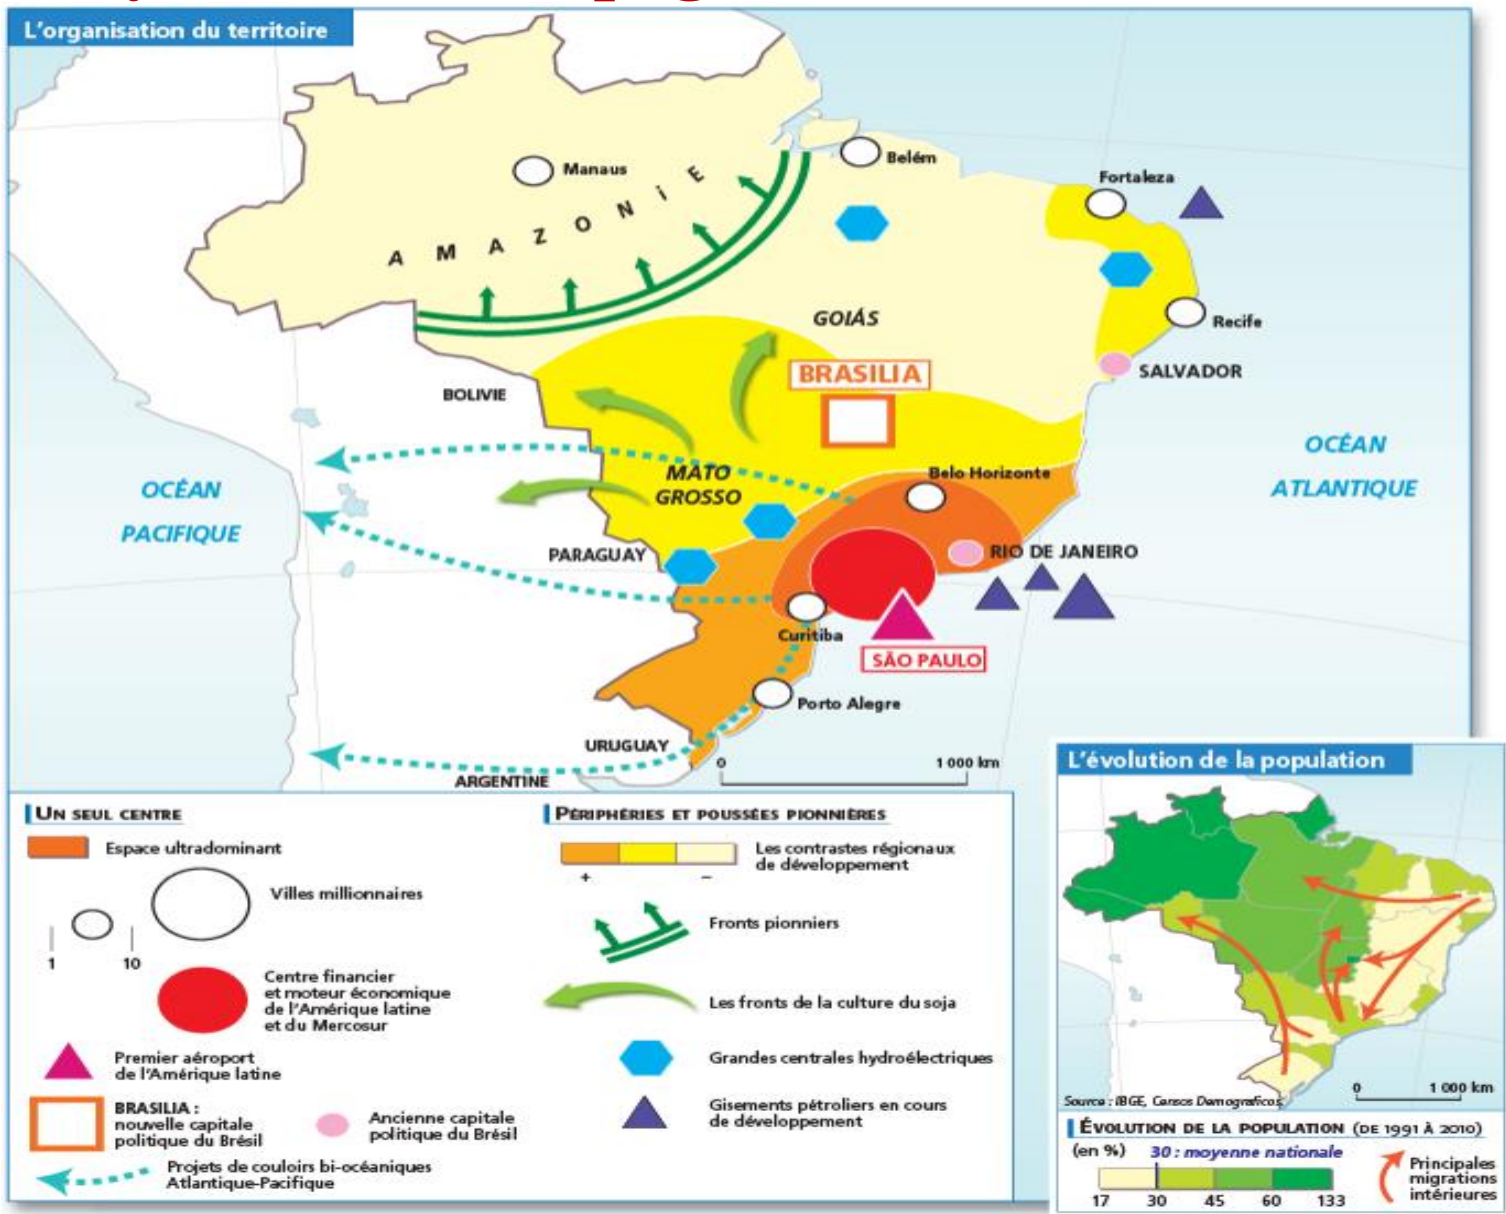 L'organisation du territoire
Manaus
AMAZONiE
Belém
Fortaleza
GOIÁS
Recife
BRASILIA
SALVADOR
BOLIVIE
OCÉAN
PACIFIQUE
OCÉAN
ATLANTIQUE
MATO
GROSSO
Belo Horizonte
PARAGUAY
RIO DE JANEIRO
Curitiba
SÃO PAULO
Porto Alegre
URUGUAY
ARGENTINE
0 1 000 km
UN SEUL CENTRE
Espace ultradominant
Villes millionnaires
1 10
Centre financier
et moteur économique
de l'Amérique latine
et du Mercosur
Premier aéroport
de l'Amérique latine
BRASILIA :
nouvelle capitale
politique du Brésil
Ancienne capitale
politique du Brésil
Projets de couloirs bi-océaniques
Atlantique-Pacifique
PÉRIPHÉRIES ET POUSSÉES PIONNIÈRES
+ –
Les contrastes régionaux
de développement
Fronts pionniers
Les fronts de la culture du soja
Grandes centrales hydroélectriques
Gisements pétroliers en cours
de développement
L'évolution de la population
0 1 000 km
Source : IBGE, Censos Demograficos
ÉVOLUTION DE LA POPULATION (DE 1991 À 2010)
(en %) 30 : moyenne nationale
17 30 45 60 133
Principales
migrations
intérieures